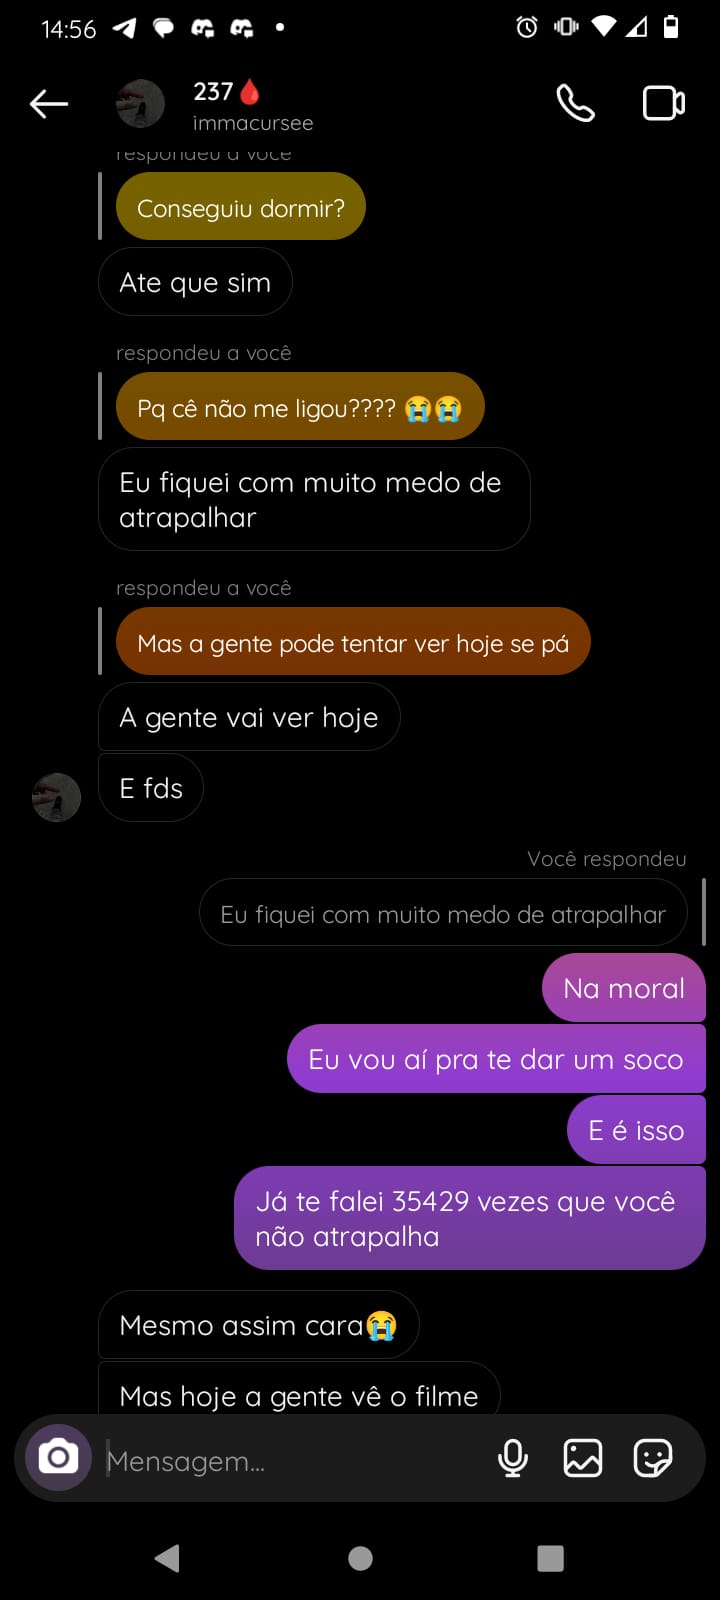 14:56
237🩸
immacursee
respondeu a você
Conseguiu dormir?
Ate que sim
respondeu a você
Pq cê não me ligou???? 😭😭
Eu fiquei com muito medo de
atrapalhar
respondeu a você
Mas a gente pode tentar ver hoje se pá
A gente vai ver hoje
E fds
Você respondeu
Eu fiquei com muito medo de atrapalhar
Na moral
Eu vou aí pra te dar um soco
E é isso
Já te falei 35429 vezes que você
não atrapalha
Mesmo assim cara😭
Mas hoje a gente vê o filme
Mensagem...